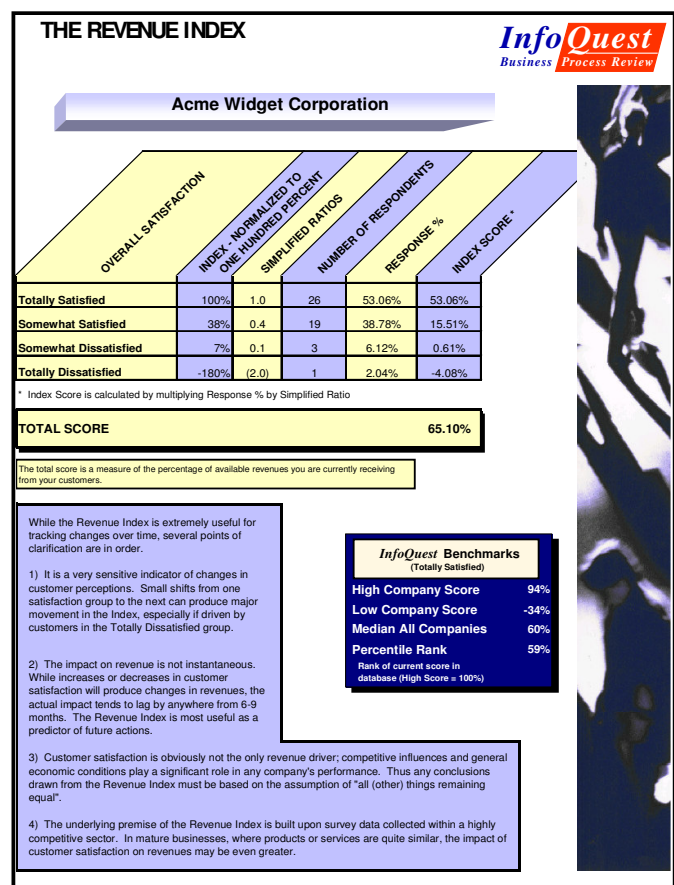 THE REVENUE INDEX
InfoQuest
Business Process Review
Acme Widget Corporation
OVERALL SATISFACTION
INDEX - NORMALIZED TO
ONE HUNDRED PERCENT
SIMPLIFIED RATIOS
NUMBER OF RESPONDENTS
RESPONSE %
INDEX SCORE *
Totally Satisfied 100% 1.0 26 53.06% 53.06%
Somewhat Satisfied 38% 0.4 19 38.78% 15.51%
Somewhat Dissatisfied 7% 0.1 3 6.12% 0.61%
Totally Dissatisfied -180% (2.0) 1 2.04% -4.08%
* Index Score is calculated by multiplying Response % by Simplified Ratio
TOTAL SCORE 65.10%
The total score is a measure of the percentage of available revenues you are currently receiving
from your customers.
While the Revenue Index is extremely useful for
tracking changes over time, several points of
clarification are in order.
1) It is a very sensitive indicator of changes in
customer perceptions. Small shifts from one
satisfaction group to the next can produce major
movement in the Index, especially if driven by
customers in the Totally Dissatisfied group.
2) The impact on revenue is not instantaneous.
While increases or decreases in customer
satisfaction will produce changes in revenues, the
actual impact tends to lag by anywhere from 6-9
months. The Revenue Index is most useful as a
predictor of future actions.
3) Customer satisfaction is obviously not the only revenue driver; competitive influences and general
economic conditions play a significant role in any company's performance. Thus any conclusions
drawn from the Revenue Index must be based on the assumption of "all (other) things remaining
equal".
4) The underlying premise of the Revenue Index is built upon survey data collected within a highly
competitive sector. In mature businesses, where products or services are quite similar, the impact of
customer satisfaction on revenues may be even greater.
InfoQuest Benchmarks
(Totally Satisfied)
High Company Score 94%
Low Company Score -34%
Median All Companies 60%
Percentile Rank 59%
Rank of current score in
database (High Score = 100%)